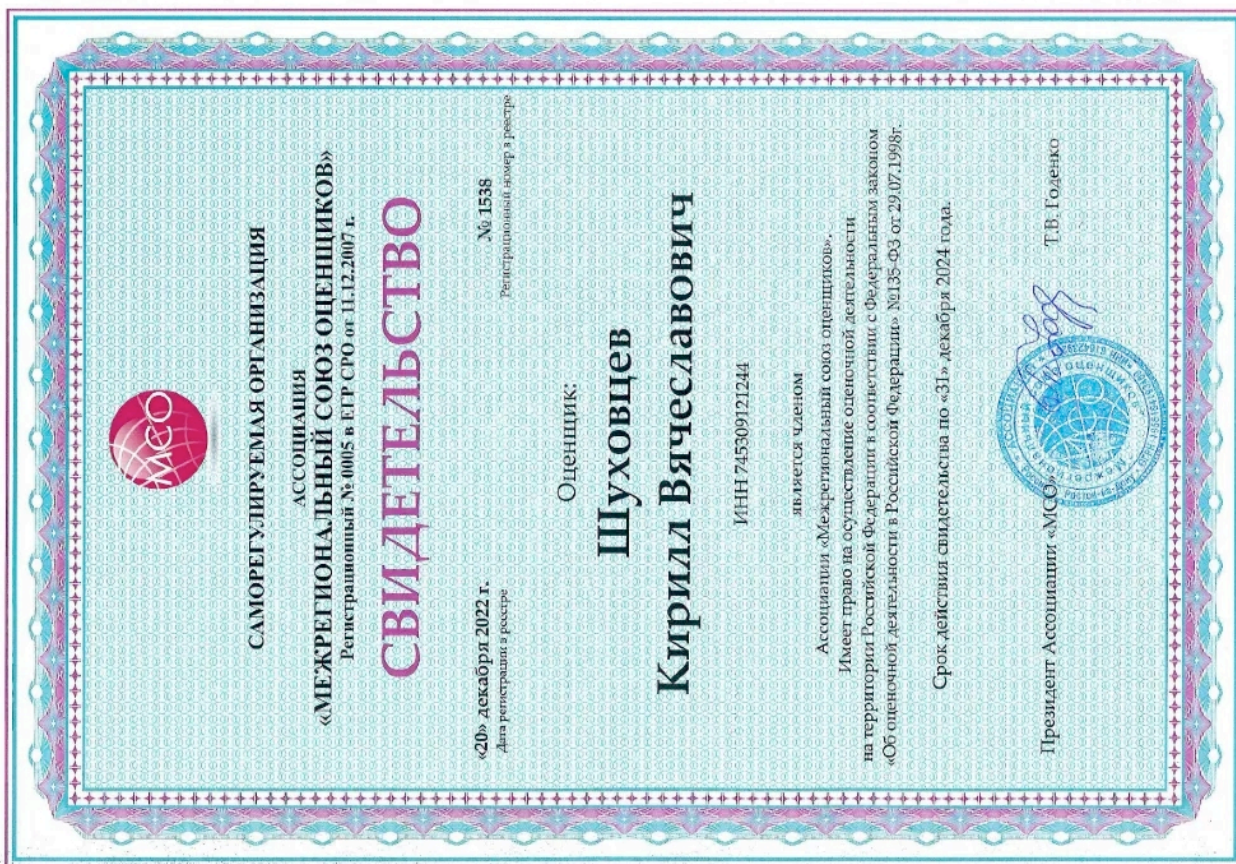 МСО
САМОРЕГУЛИРУЕМАЯ ОРГАНИЗАЦИЯ
АССОЦИАЦИЯ
«МЕЖРЕГИОНАЛЬНЫЙ СОЮЗ ОЦЕНЩИКОВ»
Регистрационный № 0005 в ЕГР СРО от 11.12.2007 г.
СВИДЕТЕЛЬСТВО
«20» декабря 2022 г. № 1538
Дата регистрации в реестре Регистрационный номер в реестре
Оценщик:
Шуховцев
Кирилл Вячеславович
ИНН 745309121244
является членом
Ассоциации «Межрегиональный союз оценщиков».
Имеет право на осуществление оценочной деятельности
на территории Российской Федерации в соответствии с Федеральным законом
«Об оценочной деятельности в Российской Федерации» №135-ФЗ от 29.07.1998г.
Срок действия свидетельства по «31» декабря 2024 года.
Президент Ассоциации «МСО» Т.В. Годенко